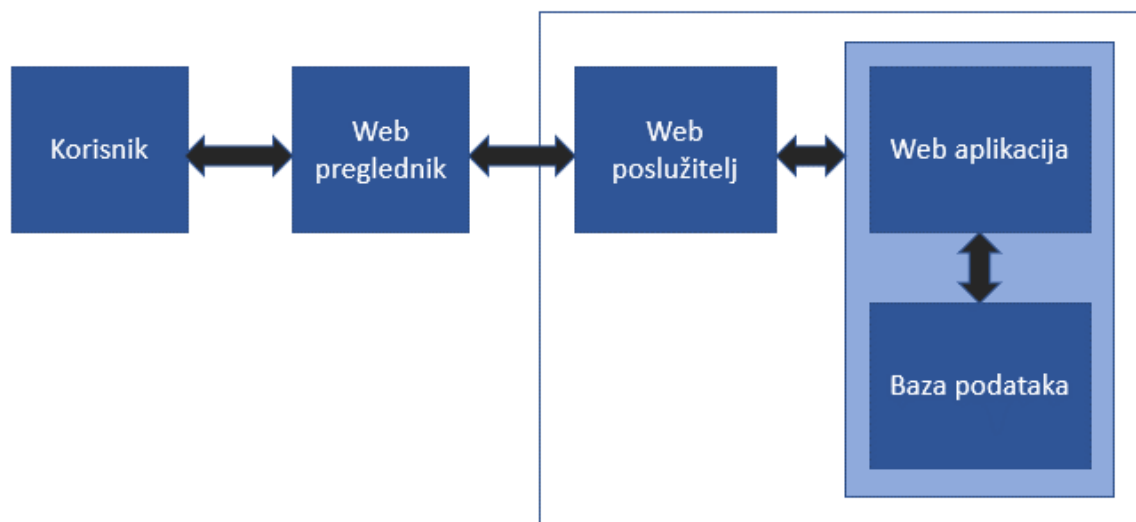 Korisnik
Web
preglednik
Web
poslužitelj
Web aplikacija
Baza podataka